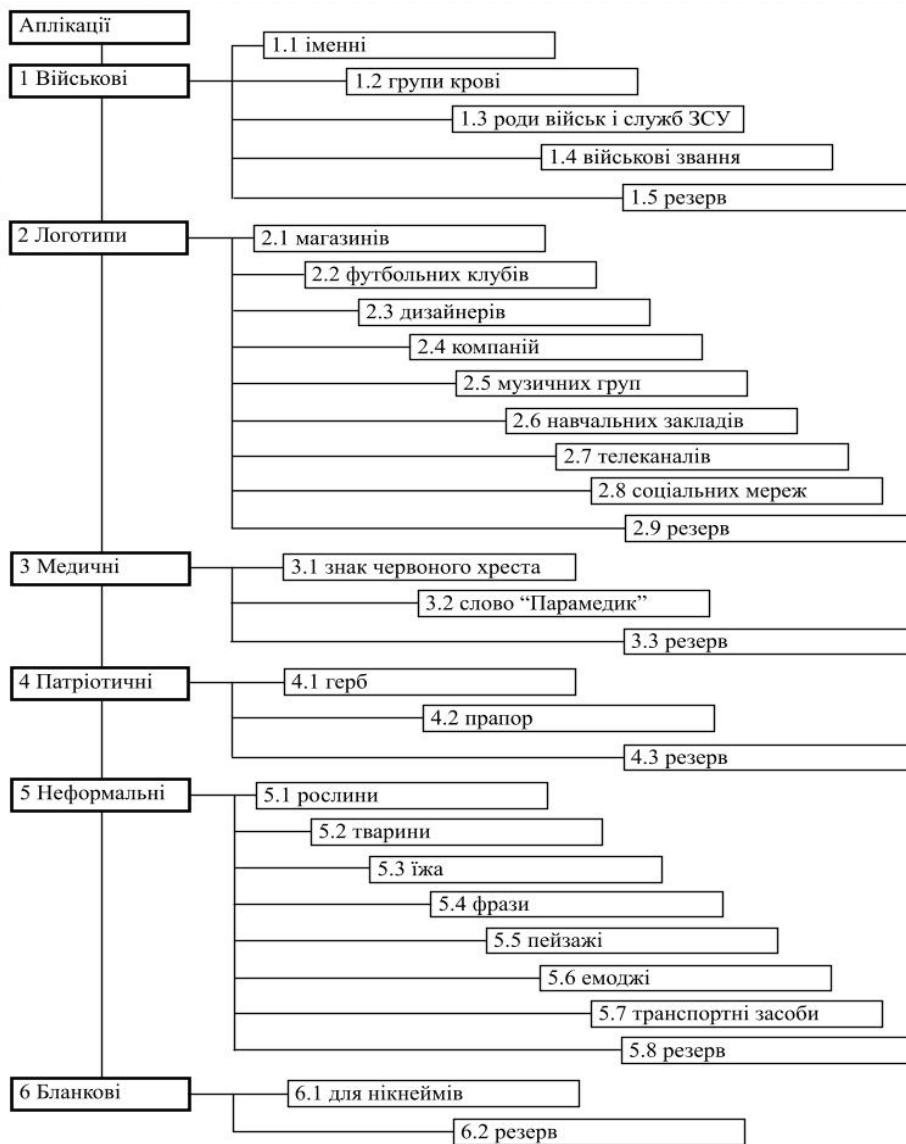 Аплікації
1.1 іменні
1 Військові
1.2 групи крові
1.3 роди військ і служб ЗСУ
1.4 військові звання
1.5 резерв
2 Логотипи
2.1 магазинів
2.2 футбольних клубів
2.3 дизайнерів
2.4 компаній
2.5 музичних груп
2.6 навчальних закладів
2.7 телеканалів
2.8 соціальних мереж
2.9 резерв
3 Медичні
3.1 знак червоного хреста
3.2 слово “Парамедик”
3.3 резерв
4 Патріотичні
4.1 герб
4.2 прапор
4.3 резерв
5 Неформальні
5.1 рослини
5.2 тварини
5.3 їжа
5.4 фрази
5.5 пейзажі
5.6 емоджі
5.7 транспортні засоби
5.8 резерв
6 Бланкові
6.1 для нікнеймів
6.2 резерв